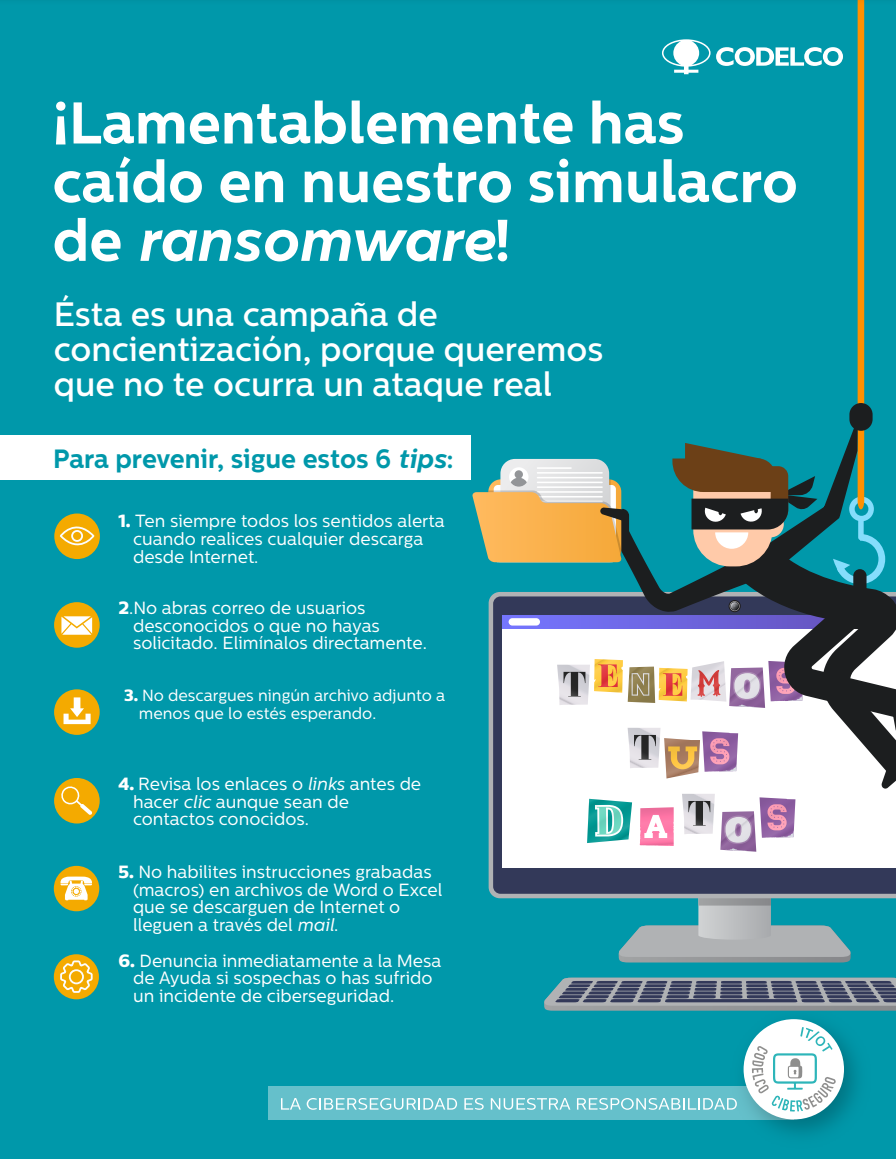 CODELCO
¡Lamentablemente has
caído en nuestro simulacro
de ransomware!
Ésta es una campaña de
concientización, porque queremos
que no te ocurra un ataque real
Para prevenir, sigue estos 6 tips:
1. Ten siempre todos los sentidos alerta
cuando realices cualquier descarga
desde Internet.
2.No abras correo de usuarios
desconocidos o que no hayas
solicitado. Elimínalos directamente.
3. No descargues ningún archivo adjunto a
menos que lo estés esperando.
4. Revisa los enlaces o links antes de
hacer clic aunque sean de
contactos conocidos.
5. No habilites instrucciones grabadas
(macros) en archivos de Word o Excel
que se descarguen de Internet o
lleguen a través del mail.
6. Denuncia inmediatamente a la Mesa
de Ayuda si sospechas o has sufrido
un incidente de ciberseguridad.
TENEMOS
TUS
DATOS
LA CIBERSEGURIDAD ES NUESTRA RESPONSABILIDAD
IT/OT
CODELCO
CIBERSEGURO